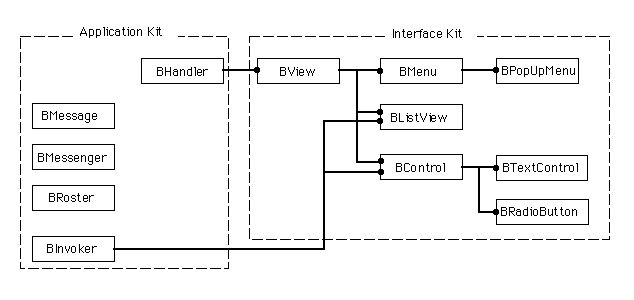 Application Kit
Interface Kit
BHandler
BView
BMenu
BPopUpMenu
BMessage
BListView
BMessenger
BControl
BTextControl
BRoster
BRadioButton
BInvoker